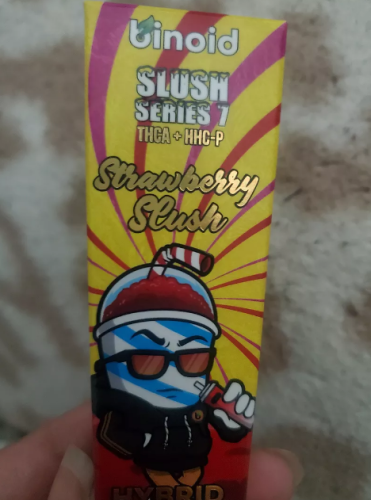 binoid
SLUSH
SERIES 7
THCA + HHC-P
Strawberry
Slush
HYBRID